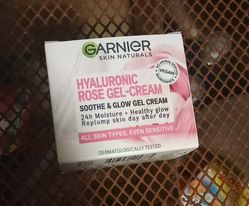 GARNIER
SKIN NATURALS
VEGAN
HYALURONIC
ROSE GEL-CREAM
SOOTHE & GLOW GEL CREAM
24h Moisture + Healthy glow
Replump skin day after day
ALL SKIN TYPES, EVEN SENSITIVE
DERMATOLOGICALLY TESTED